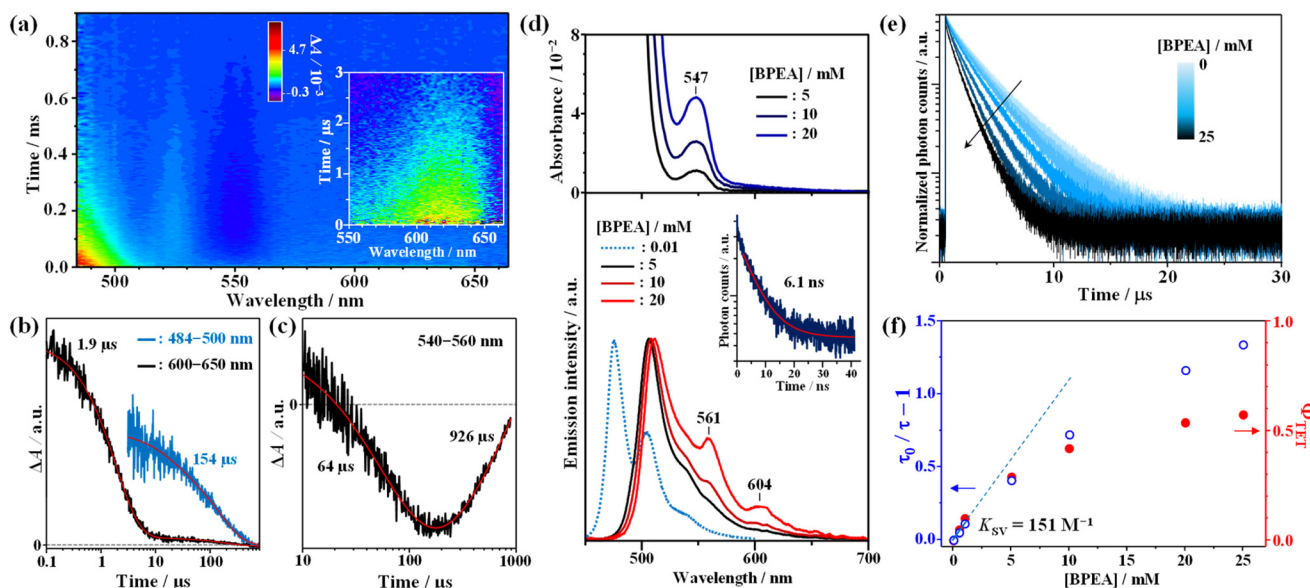 (a)
Time / ms
0.8
0.6
0.4
0.2
0.0
500
550
600
650
Wavelength / nm
4.7
−0.3
ΔA / 10⁻³
Time / μs
3
2
1
0
550
600
650
Wavelength / nm
(b)
1.9 μs
: 484−500 nm
: 600−650 nm
154 μs
ΔA / a.u.
0.1
1
10
100
Time / μs
(c)
540−560 nm
0
ΔA / a.u.
64 μs
926 μs
10
100
1000
Time / μs
(d)
Absorbance / 10⁻²
8
4
0
547
[BPEA] / mM
: 5
: 10
: 20
Emission intensity / a.u.
[BPEA] / mM
: 0.01
: 5
: 10
: 20
Photon counts / a.u.
6.1 ns
0
10
20
30
40
Time / ns
561
604
500
600
700
Wavelength / nm
(e)
Normalized photon counts / a.u.
[BPEA] / mM
0
25
0
10
20
30
Time / μs
(f)
τ₀ / τ − 1
1.5
1.0
0.5
0.0
K_SV = 151 M⁻¹
1.0
0.5
0
Φ_TET
0
5
10
15
20
25
[BPEA] / mM